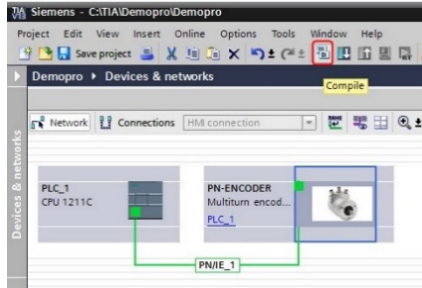 Siemens - C:\TIA\Demopro\Demopro
Project Edit View Insert Online Options Tools Window Help
Save project
Demopro Devices & networks
Compile
Network Connections HMI connection
Devices & networks
PLC_1
CPU 1211C
PN-ENCODER
Multiturn encod...
PLC_1
PN/IE_1